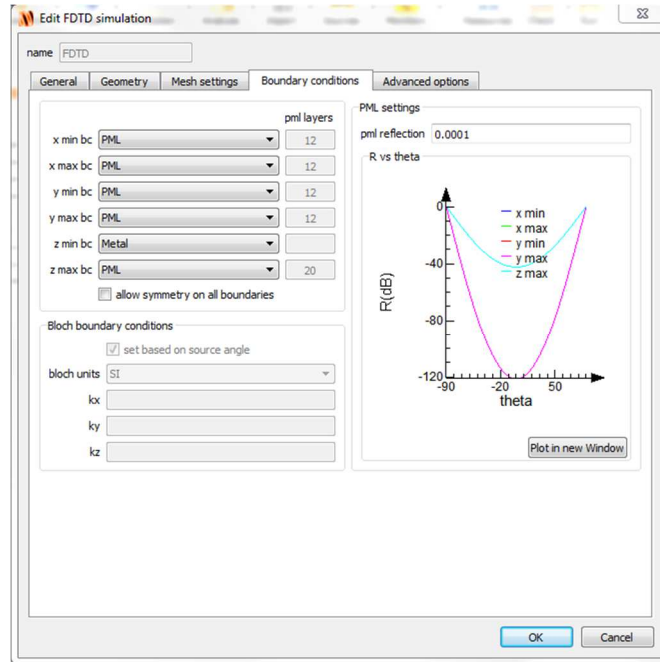 Edit FDTD simulation
name FDTD
General Geometry Mesh settings Boundary conditions Advanced options
pml layers
x min bc PML 12
x max bc PML 12
y min bc PML 12
y max bc PML 12
z min bc Metal
z max bc PML 20
allow symmetry on all boundaries
Bloch boundary conditions
set based on source angle
bloch units SI
kx
ky
kz
PML settings
pml reflection 0.0001
R vs theta
0
-40
-80
-120
R(dB)
x min
x max
y min
y max
z max
-90 -20 50
theta
Plot in new Window
OK Cancel